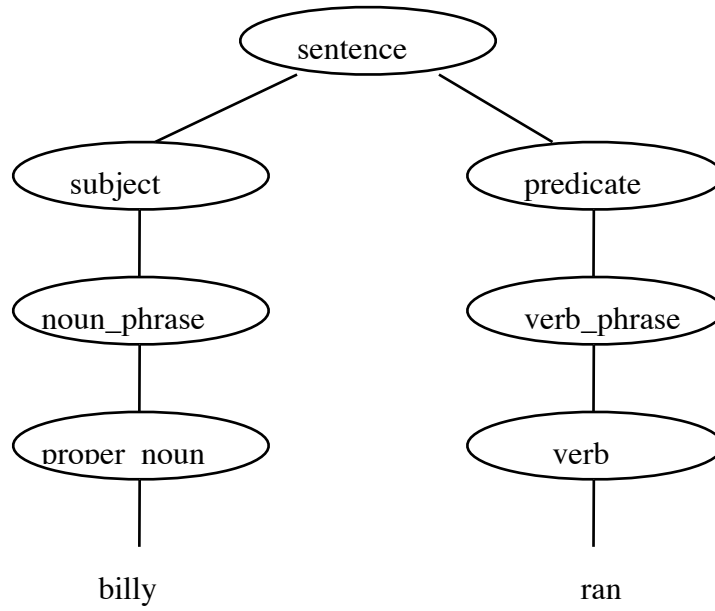 sentence
subject predicate
noun_phrase verb_phrase
proper_noun verb
billy ran